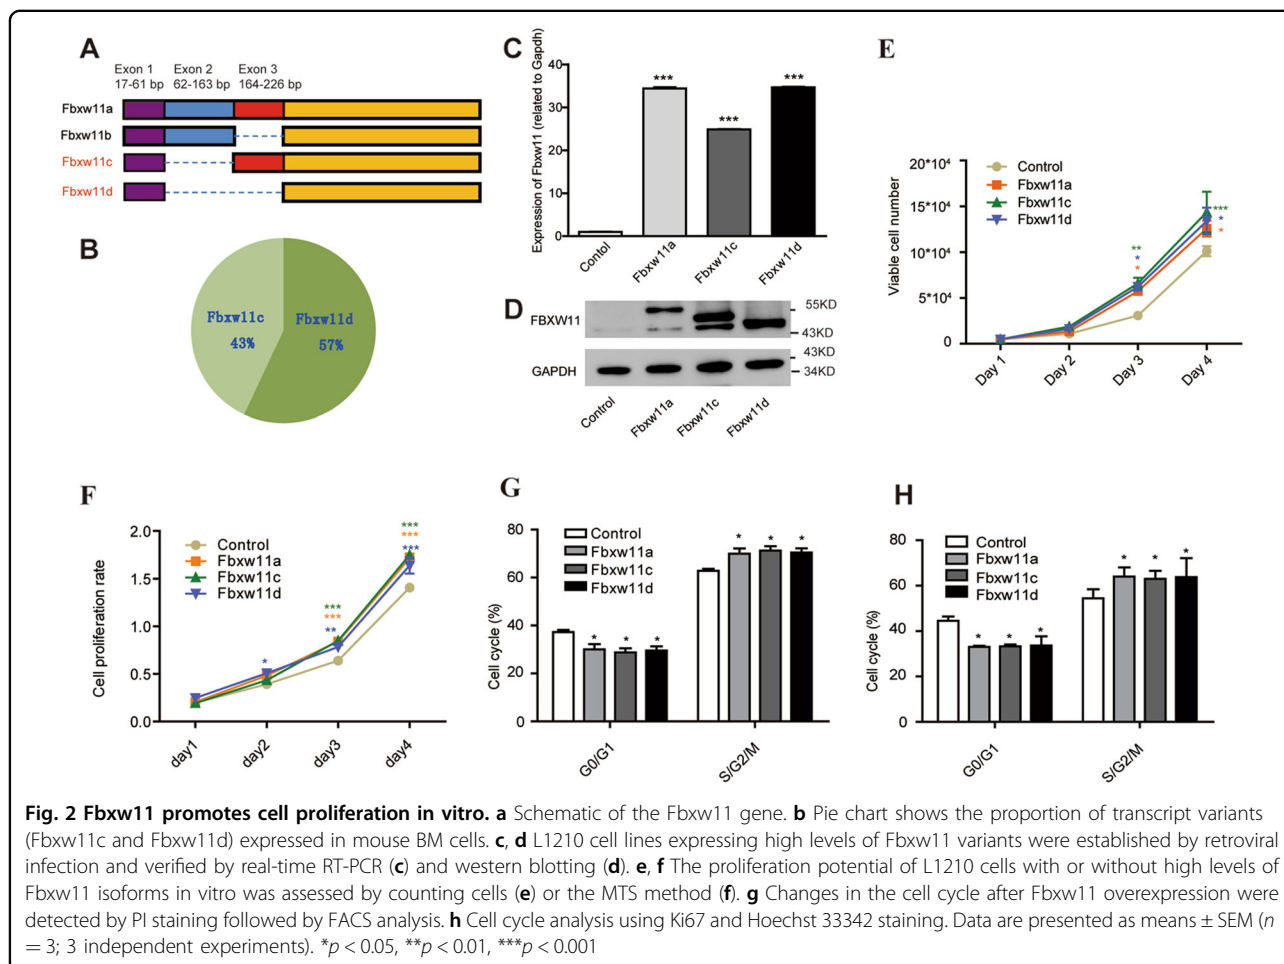 A
Exon 1 Exon 2 Exon 3
17-61 bp 62-163 bp 164-226 bp
Fbxw11a
Fbxw11b
Fbxw11c
Fbxw11d
B
Fbxw11c
43%
Fbxw11d
57%
C
Expression of Fbxw11 (related to Gapdh)
40
30
20
10
0
***
***
***
Control
Fbxw11a
Fbxw11c
Fbxw11d
D
FBXW11
55KD
43KD
GAPDH
43KD
34KD
Control
Fbxw11a
Fbxw11c
Fbxw11d
E
Viable cell number
20*10⁴
15*10⁴
10*10⁴
5*10⁴
0
Control
Fbxw11a
Fbxw11c
Fbxw11d
**
*
*
***
*
*
Day 1
Day 2
Day 3
Day 4
F
Cell proliferation rate
2.0
1.5
1.0
0.5
0.0
Control
Fbxw11a
Fbxw11c
Fbxw11d
*
***
***
**
***
***
***
day1
day2
day3
day4
G
Cell cycle (%)
80
60
40
20
0
Control
Fbxw11a
Fbxw11c
Fbxw11d
* * *
* * *
G0/G1
S/G2/M
H
Cell cycle (%)
80
60
40
20
0
Control
Fbxw11a
Fbxw11c
Fbxw11d
* * *
* * *
G0/G1
S/G2/M
Fig. 2 Fbxw11 promotes cell proliferation in vitro. a Schematic of the Fbxw11 gene. b Pie chart shows the proportion of transcript variants
(Fbxw11c and Fbxw11d) expressed in mouse BM cells. c, d L1210 cell lines expressing high levels of Fbxw11 variants were established by retroviral
infection and verified by real-time RT-PCR (c) and western blotting (d). e, f The proliferation potential of L1210 cells with or without high levels of
Fbxw11 isoforms in vitro was assessed by counting cells (e) or the MTS method (f). g Changes in the cell cycle after Fbxw11 overexpression were
detected by PI staining followed by FACS analysis. h Cell cycle analysis using Ki67 and Hoechst 33342 staining. Data are presented as means ± SEM (n
= 3; 3 independent experiments). *p < 0.05, **p < 0.01, ***p < 0.001